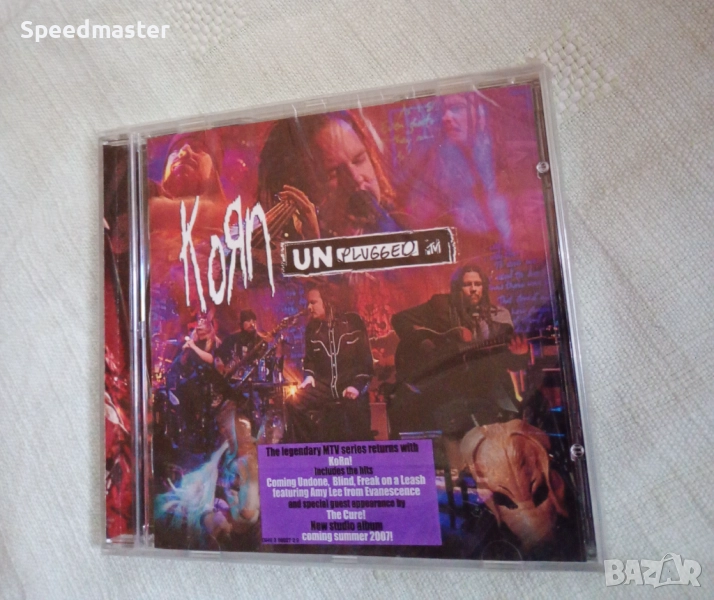 Speedmaster
KoЯn
UNPLUGGED MTV
The legendary MTV series returns with
KoRn!
Includes the hits
Coming Undone, Blind, Freak on a Leash
featuring Amy Lee from Evanescence
and special guest appearance by
The Cure!
New studio album
coming summer 2007!
BAZAR